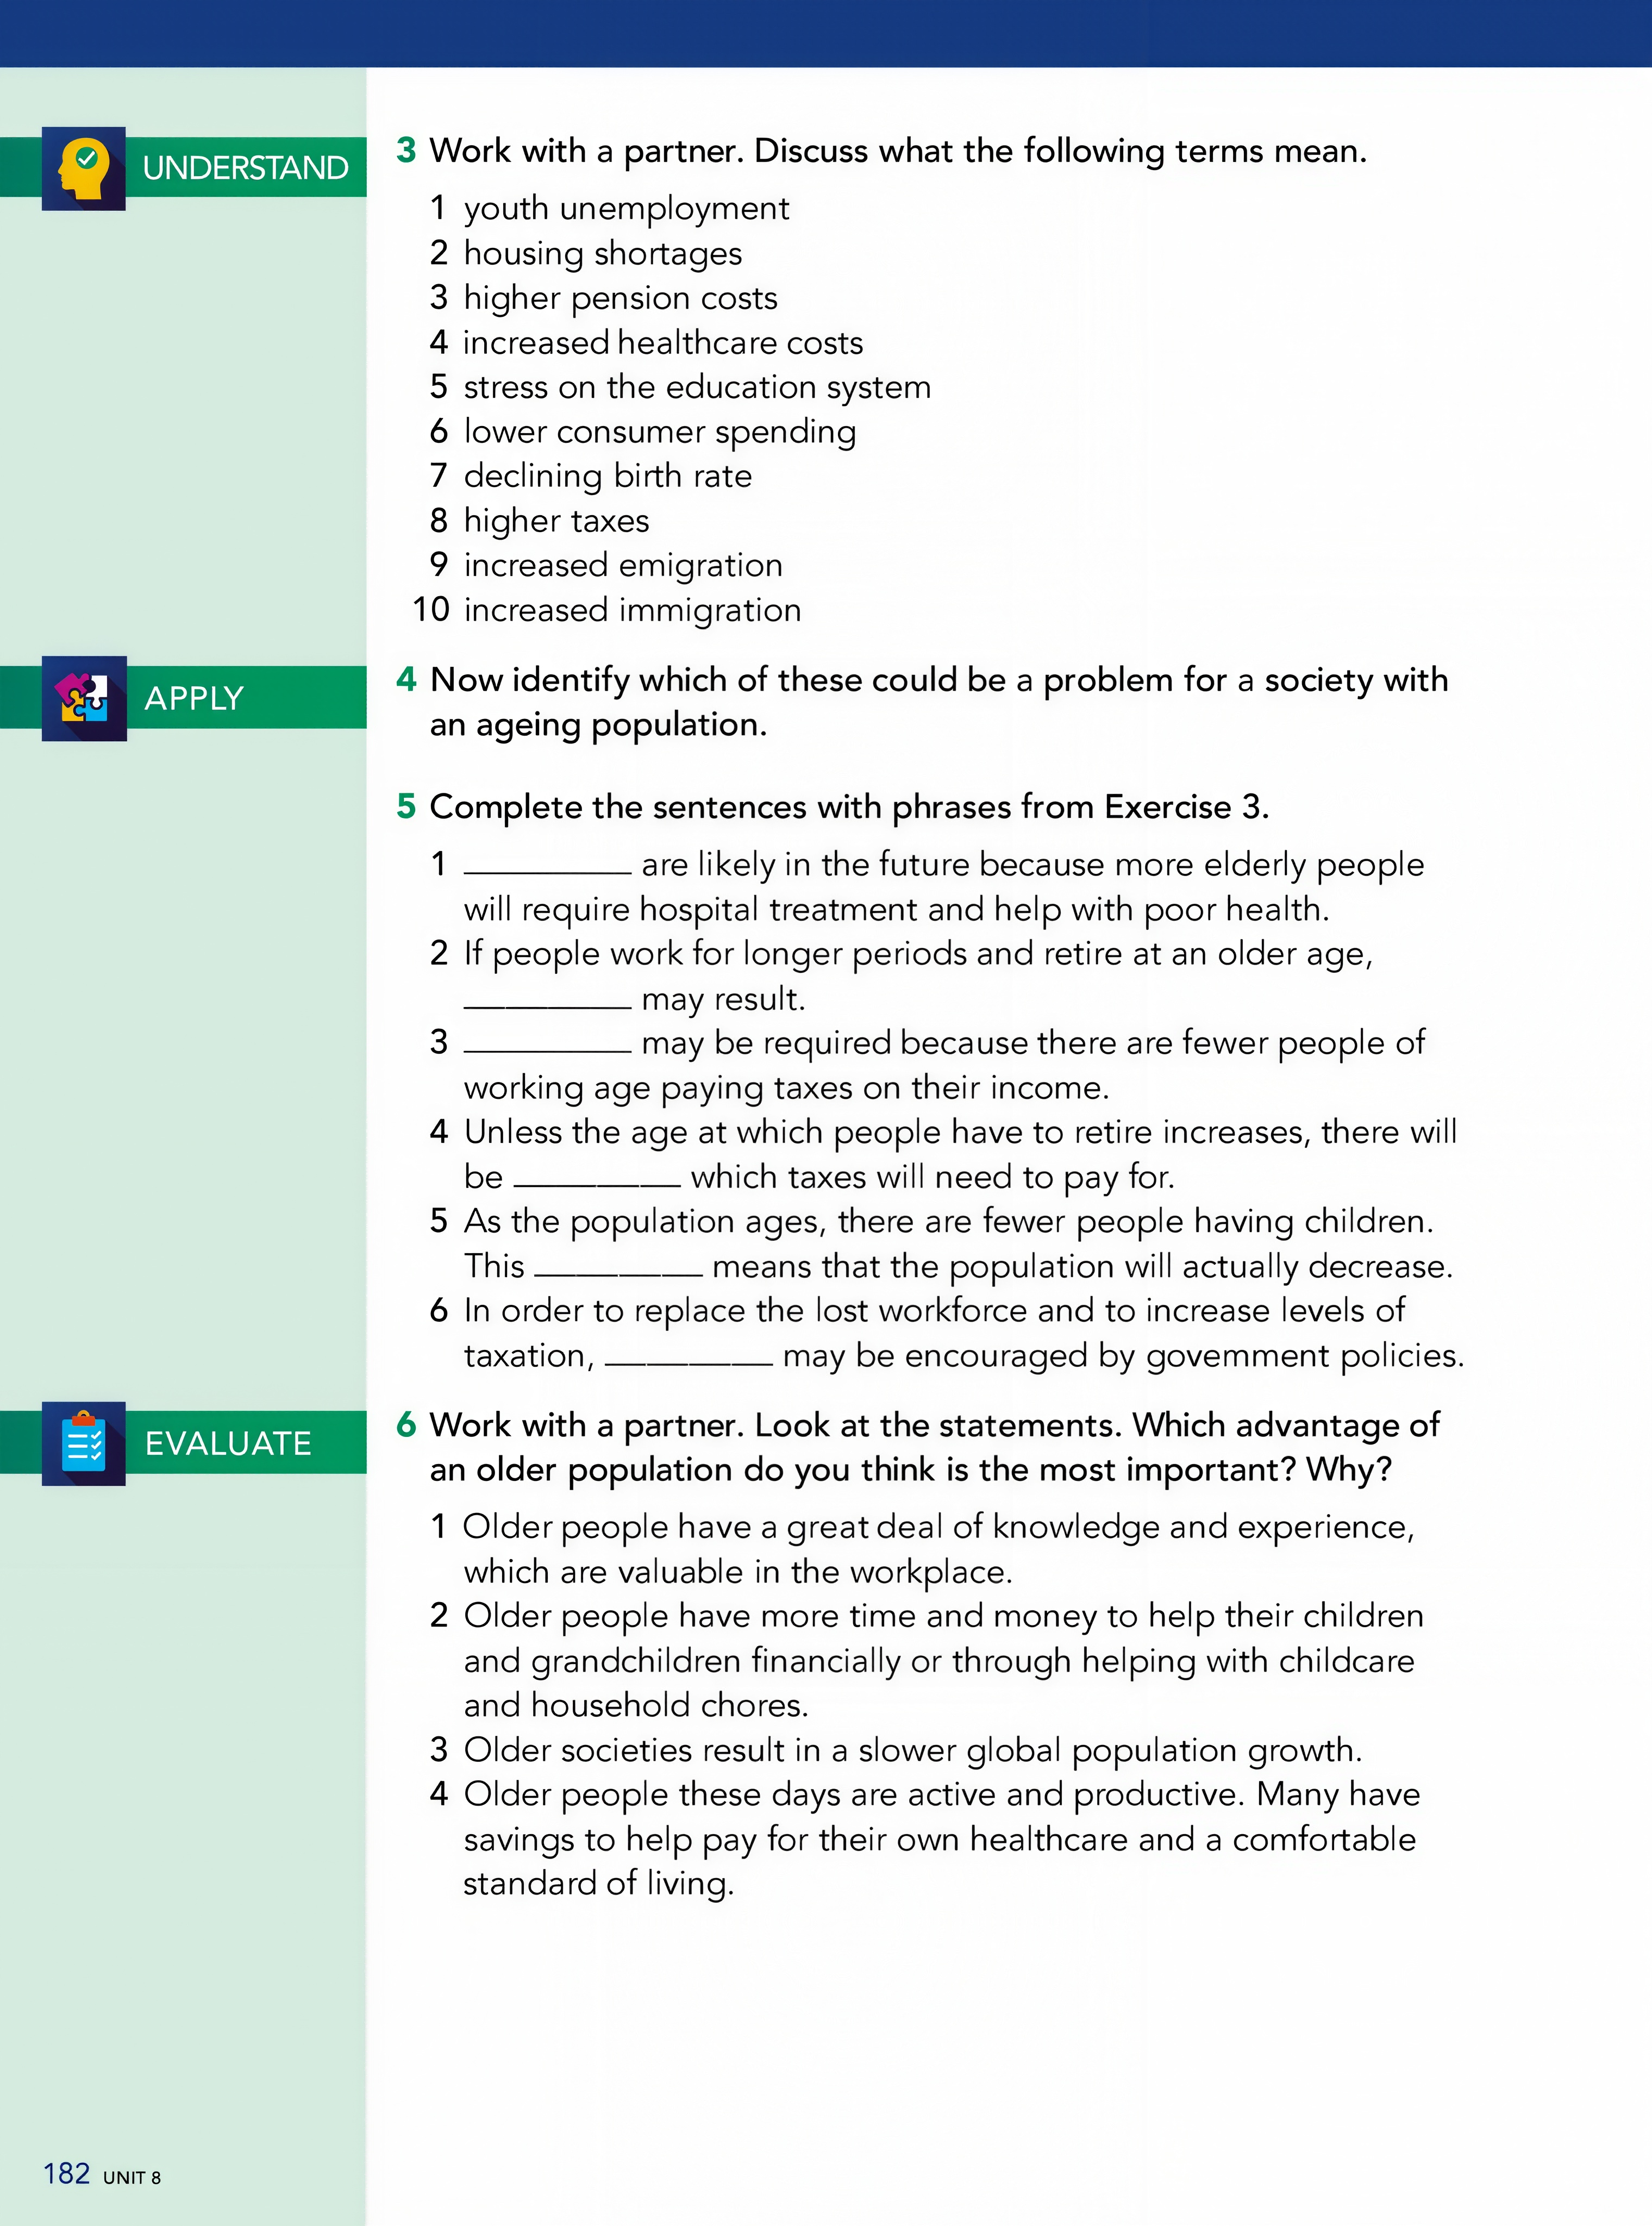 UNDERSTAND
3 Work with a partner. Discuss what the following terms mean.
1 youth unemployment
2 housing shortages
3 higher pension costs
4 increased healthcare costs
5 stress on the education system
6 lower consumer spending
7 declining birth rate
8 higher taxes
9 increased emigration
10 increased immigration
APPLY
4 Now identify which of these could be a problem for a society with
an ageing population.
5 Complete the sentences with phrases from Exercise 3.
1 ________ are likely in the future because more elderly people
will require hospital treatment and help with poor health.
2 If people work for longer periods and retire at an older age,
________ may result.
3 ________ may be required because there are fewer people of
working age paying taxes on their income.
4 Unless the age at which people have to retire increases, there will
be ________ which taxes will need to pay for.
5 As the population ages, there are fewer people having children.
This ________ means that the population will actually decrease.
6 In order to replace the lost workforce and to increase levels of
taxation, ________ may be encouraged by government policies.
EVALUATE
6 Work with a partner. Look at the statements. Which advantage of
an older population do you think is the most important? Why?
1 Older people have a great deal of knowledge and experience,
which are valuable in the workplace.
2 Older people have more time and money to help their children
and grandchildren financially or through helping with childcare
and household chores.
3 Older societies result in a slower global population growth.
4 Older people these days are active and productive. Many have
savings to help pay for their own healthcare and a comfortable
standard of living.
182 UNIT 8